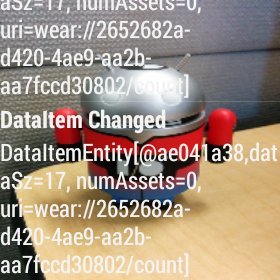 aSz=17, numAssets=0,
uri=wear://2652682a-
d420-4ae9-aa2b-
aa7fccd30802/count]
DataItem Changed
DataItemEntity[@ae041a38,dat
aSz=17, numAssets=0,
uri=wear://2652682a-
d420-4ae9-aa2b-
aa7fccd30802/count]